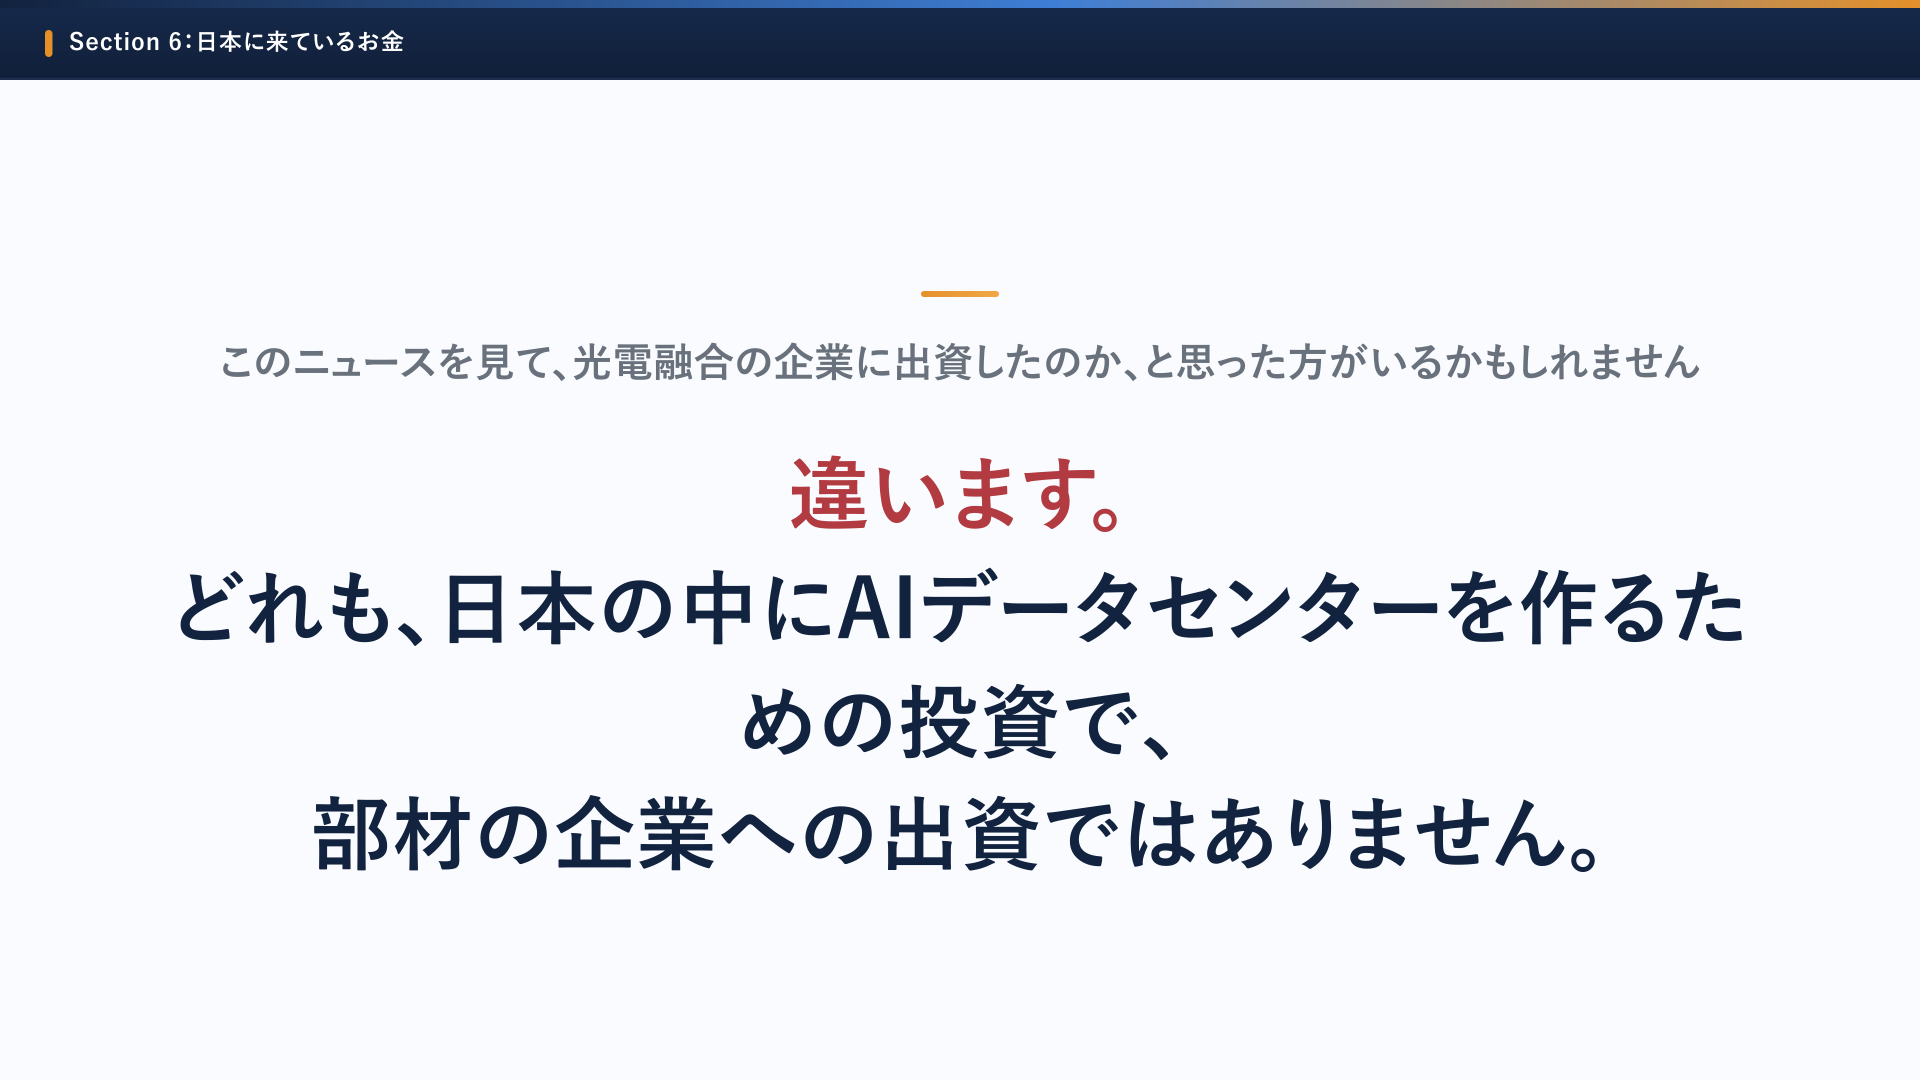 Section 6：日本に来ているお金
このニュースを見て、光電融合の企業に出資したのか、と思った方がいるかもしれません
違います。
どれも、日本の中にAIデータセンターを作るた
めの投資で、
部材の企業への出資ではありません。